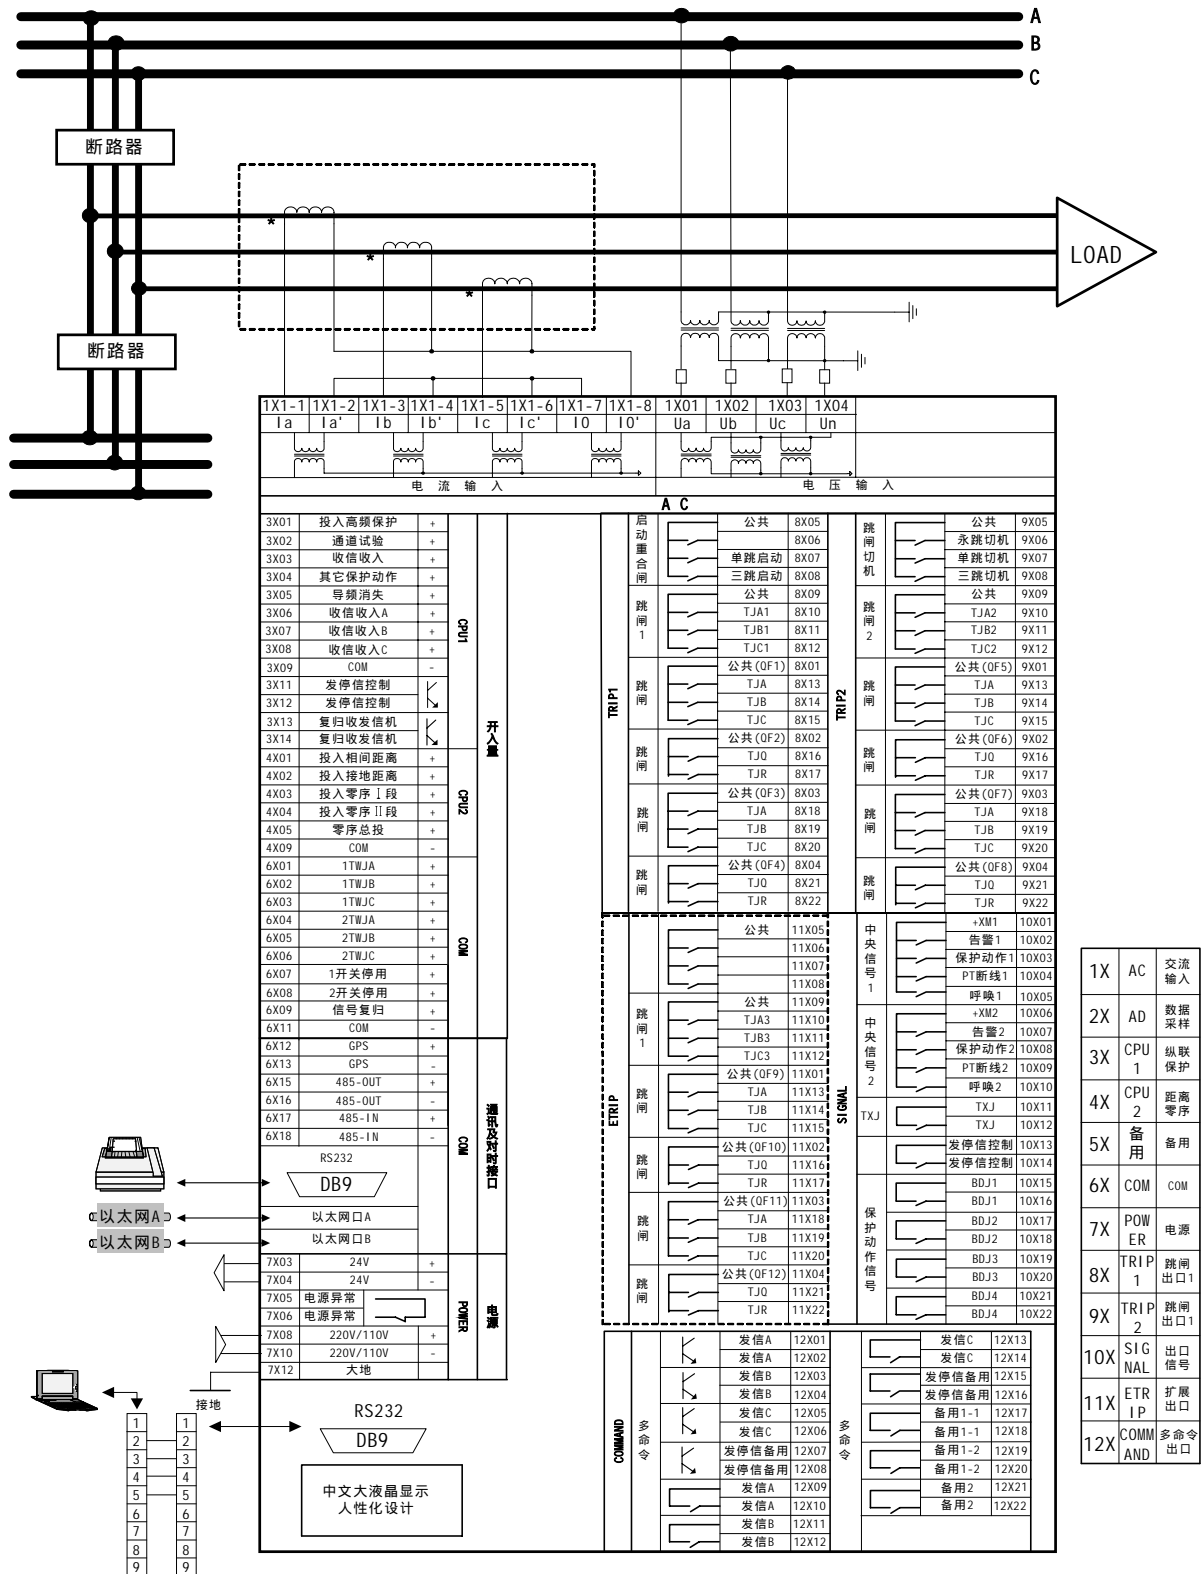 A
B
C
断路器
*
*
*
LOAD
断路器
1X1-1 1X1-2 1X1-3 1X1-4 1X1-5 1X1-6 1X1-7 1X1-8 1X01 1X02 1X03 1X04
Ia Ia' Ib Ib' Ic Ic' I0 I0' Ua Ub Uc Un
电流输入 电压输入
A C
3X01 投入高频保护 +
3X02 通道试验 +
3X03 收信收入 +
3X04 其它保护动作 +
3X05 导频消失 +
3X06 收信收入A +
3X07 收信收入B +
3X08 收信收入C +
3X09 COM -
3X11 发停信控制
3X12 发停信控制
3X13 复归收发信机
3X14 复归收发信机
CPU1
4X01 投入相间距离 +
4X02 投入接地距离 +
4X03 投入零序Ⅰ段 +
4X04 投入零序Ⅱ段 +
4X05 零序总投 +
4X09 COM -
CPU2
6X01 1TWJA +
6X02 1TWJB +
6X03 1TWJC +
6X04 2TWJA +
6X05 2TWJB +
6X06 2TWJC +
6X07 1开关停用 +
6X08 2开关停用 +
6X09 信号复归 +
6X11 COM -
COM
开入量
6X12 GPS +
6X13 GPS -
6X15 485-OUT +
6X16 485-OUT -
6X17 485-IN +
6X18 485-IN -
RS232
DB9
以太网口A
以太网口B
COM
通讯及对时接口
以太网A
以太网B
7X03 24V +
7X04 24V -
7X05 电源异常
7X06 电源异常
7X08 220V/110V +
7X10 220V/110V -
7X12 大地
POWER
电源
接地
1 1
2 2
3 3
4 4
5 5
6 6
7 7
8 8
9 9
RS232
DB9
中文大液晶显示
人性化设计
TRIP1
启动重合闸
公共 8X05
8X06
单跳启动 8X07
三跳启动 8X08
跳闸1
公共 8X09
TJA1 8X10
TJB1 8X11
TJC1 8X12
跳闸
公共(QF1) 8X01
TJA 8X13
TJB 8X14
TJC 8X15
跳闸
公共(QF2) 8X02
TJQ 8X16
TJR 8X17
跳闸
公共(QF3) 8X03
TJA 8X18
TJB 8X19
TJC 8X20
跳闸
公共(QF4) 8X04
TJQ 8X21
TJR 8X22
TRIP2
跳闸切机
公共 9X05
永跳切机 9X06
单跳切机 9X07
三跳切机 9X08
跳闸2
公共 9X09
TJA2 9X10
TJB2 9X11
TJC2 9X12
跳闸
公共(QF5) 9X01
TJA 9X13
TJB 9X14
TJC 9X15
跳闸
公共(QF6) 9X02
TJQ 9X16
TJR 9X17
跳闸
公共(QF7) 9X03
TJA 9X18
TJB 9X19
TJC 9X20
跳闸
公共(QF8) 9X04
TJQ 9X21
TJR 9X22
ETRIP
公共 11X05
11X06
11X07
11X08
跳闸1
公共 11X09
TJA3 11X10
TJB3 11X11
TJC3 11X12
跳闸
公共(QF9) 11X01
TJA 11X13
TJB 11X14
TJC 11X15
跳闸
公共(QF10) 11X02
TJQ 11X16
TJR 11X17
跳闸
公共(QF11) 11X03
TJA 11X18
TJB 11X19
TJC 11X20
跳闸
公共(QF12) 11X04
TJQ 11X21
TJR 11X22
SIGNAL
中央信号1
+XM1 10X01
告警1 10X02
保护动作1 10X03
PT断线1 10X04
呼唤1 10X05
中央信号2
+XM2 10X06
告警2 10X07
保护动作2 10X08
PT断线2 10X09
呼唤2 10X10
TXJ
TXJ 10X11
TXJ 10X12
发停信控制 10X13
发停信控制 10X14
保护动作信号
BDJ1 10X15
BDJ1 10X16
BDJ2 10X17
BDJ2 10X18
BDJ3 10X19
BDJ3 10X20
BDJ4 10X21
BDJ4 10X22
COMMAND
多命令
发信A 12X01
发信A 12X02
发信B 12X03
发信B 12X04
发信C 12X05
发信C 12X06
发停信备用 12X07
发停信备用 12X08
发信A 12X09
发信A 12X10
发信B 12X11
发信B 12X12
多命令
发信C 12X13
发信C 12X14
发停信备用 12X15
发停信备用 12X16
备用1-1 12X17
备用1-1 12X18
备用1-2 12X19
备用1-2 12X20
备用2 12X21
备用2 12X22
1X AC 交流输入
2X AD 数据采样
3X CPU1 纵联保护
4X CPU2 距离零序
5X 备用 备用
6X COM COM
7X POWER 电源
8X TRIP1 跳闸出口1
9X TRIP2 跳闸出口1
10X SIGNAL 出口信号
11X ETRIP 扩展出口
12X COMMAND 多命令出口